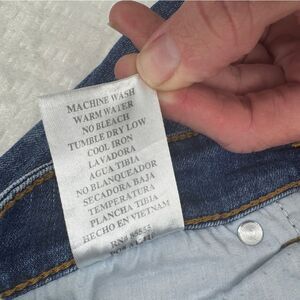 MACHINE WASH
WARM WATER
NO BLEACH
TUMBLE DRY LOW
COOL IRON
LAVADORA
AGUA TIBIA
NO BLANQUEADOR
SECADORA BAJA
TEMPERATURA
PLANCHA TIBIA
HECHO EN VIETNAM